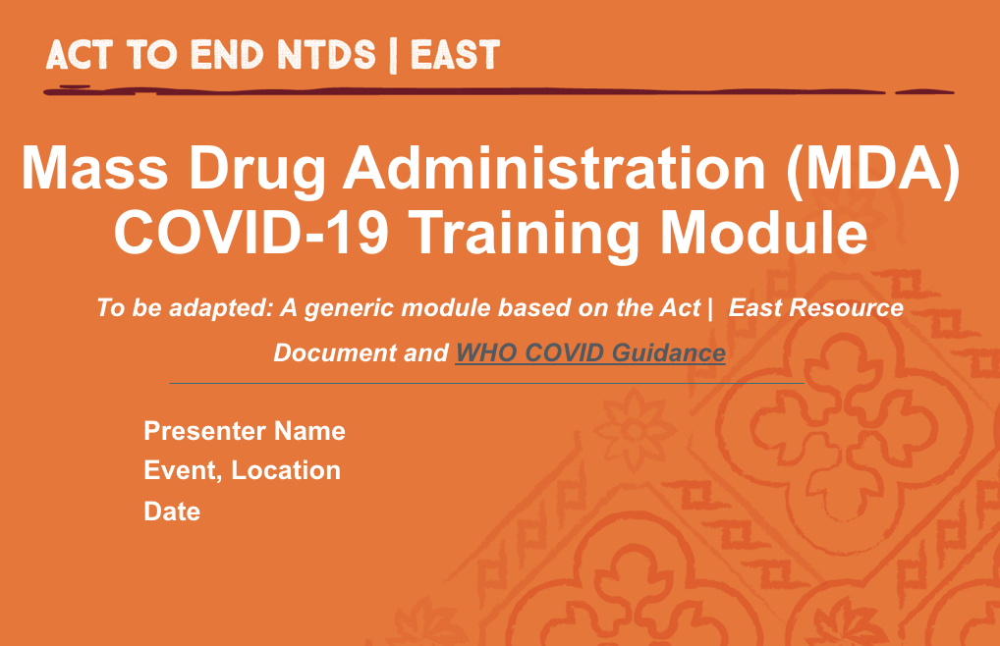 ACT TO END NTDS | EAST
Mass Drug Administration (MDA)
COVID-19 Training Module
To be adapted: A generic module based on the Act | East Resource
Document and WHO COVID Guidance
Presenter Name
Event, Location
Date